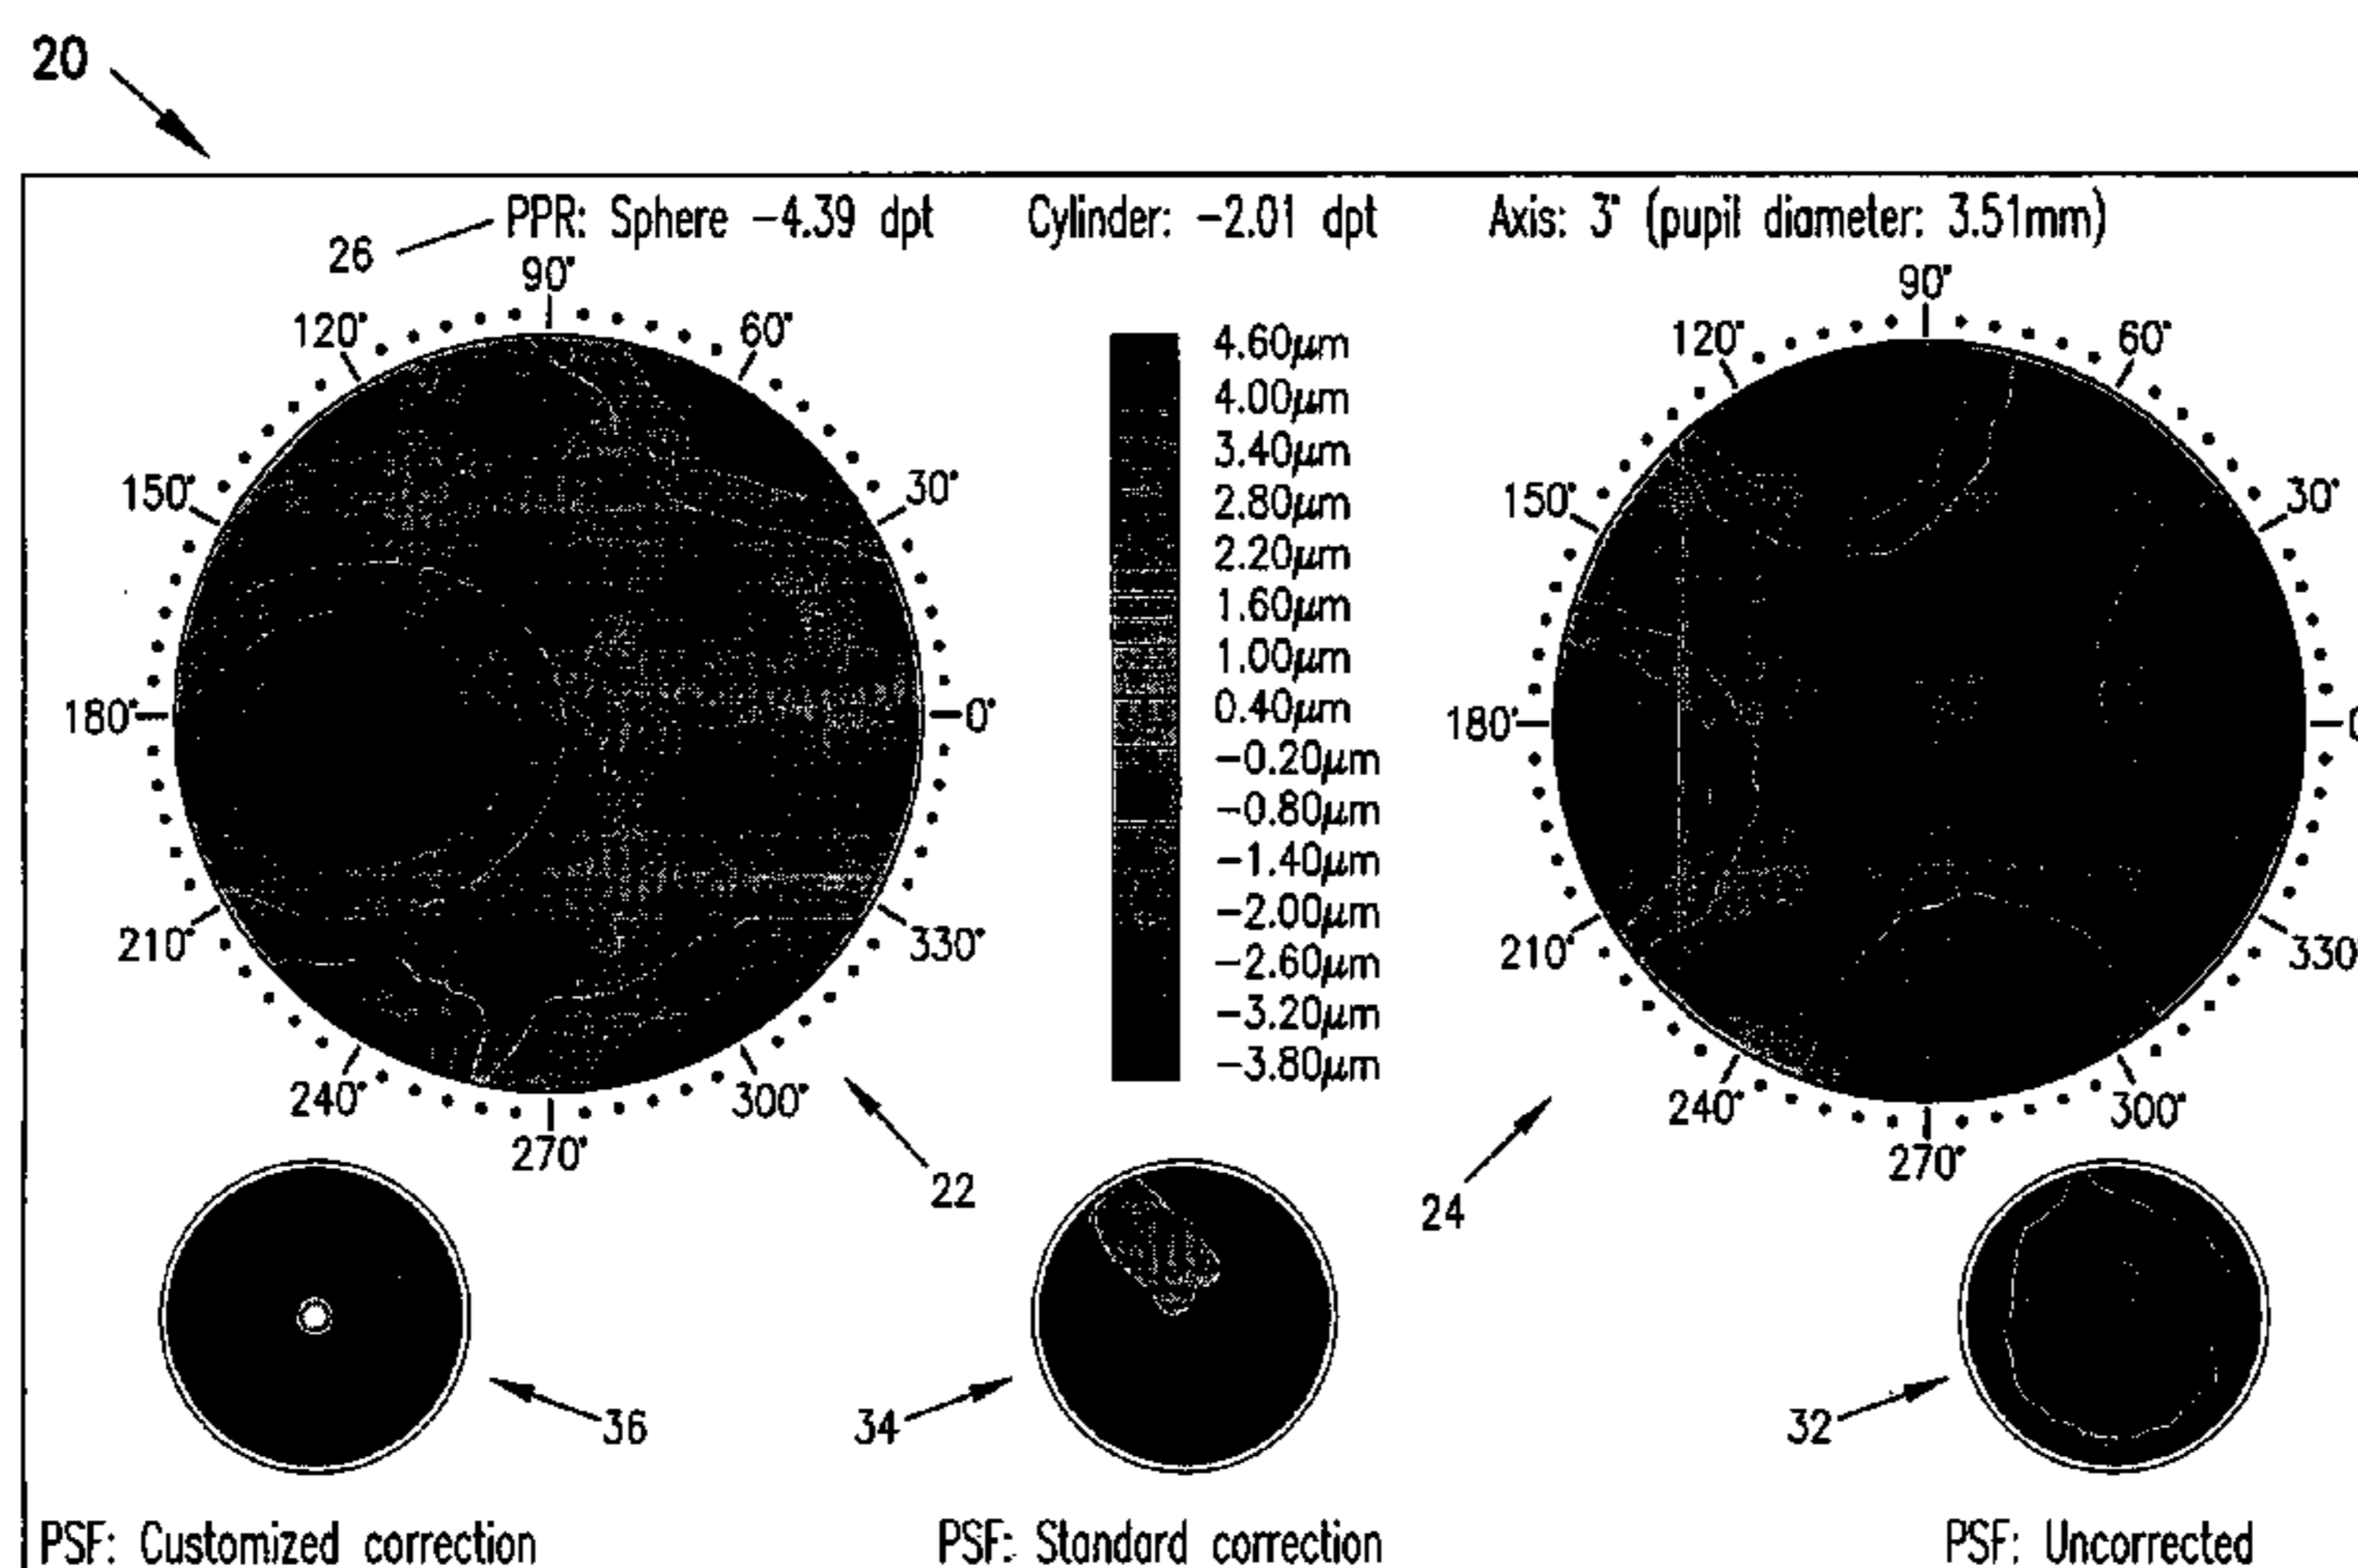 20
PPR: Sphere -4.39 dpt Cylinder: -2.01 dpt Axis: 3° (pupil diameter: 3.51mm)
26
90°
120°
60°
150°
30°
180°
0°
210°
330°
240°
300°
270°
22
4.60μm
4.00μm
3.40μm
2.80μm
2.20μm
1.60μm
1.00μm
0.40μm
-0.20μm
-0.80μm
-1.40μm
-2.00μm
-2.60μm
-3.20μm
-3.80μm
90°
120°
60°
150°
30°
180°
210°
330°
240°
300°
270°
24
36
34
32
PSF: Customized correction
PSF: Standard correction
PSF: Uncorrected